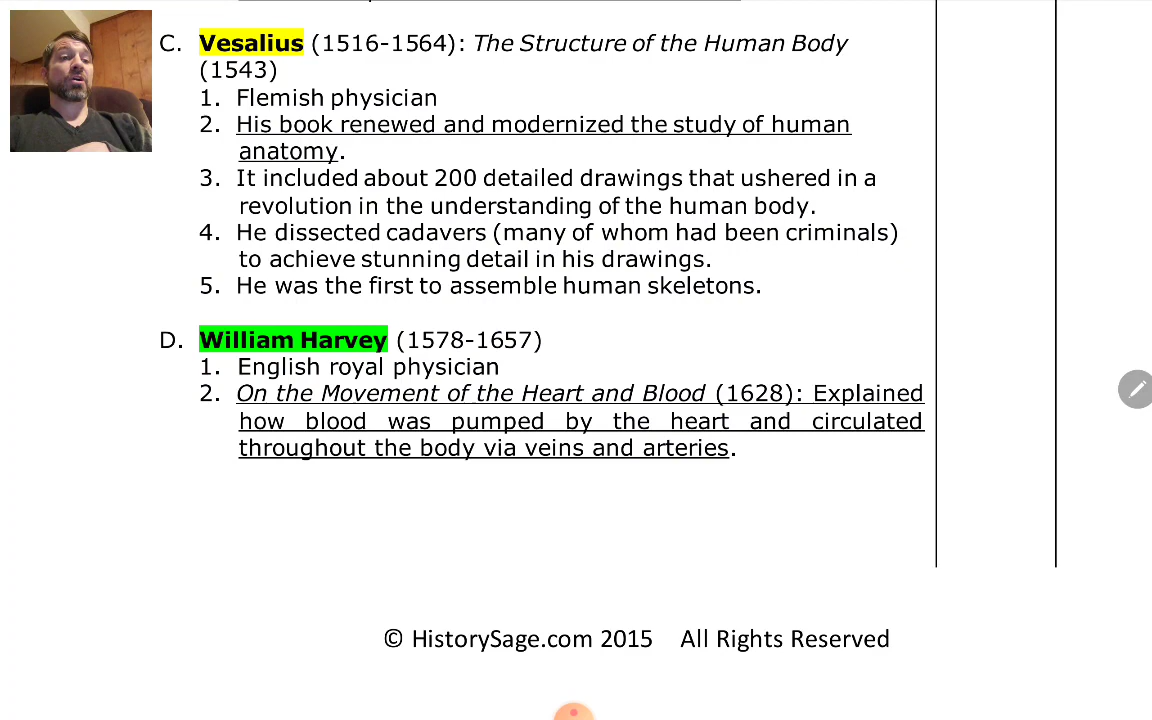 C. Vesalius (1516-1564): The Structure of the Human Body
(1543)
1. Flemish physician
2. His book renewed and modernized the study of human
anatomy.
3. It included about 200 detailed drawings that ushered in a
revolution in the understanding of the human body.
4. He dissected cadavers (many of whom had been criminals)
to achieve stunning detail in his drawings.
5. He was the first to assemble human skeletons.
D. William Harvey (1578-1657)
1. English royal physician
2. On the Movement of the Heart and Blood (1628): Explained
how blood was pumped by the heart and circulated
throughout the body via veins and arteries.
© HistorySage.com 2015 All Rights Reserved